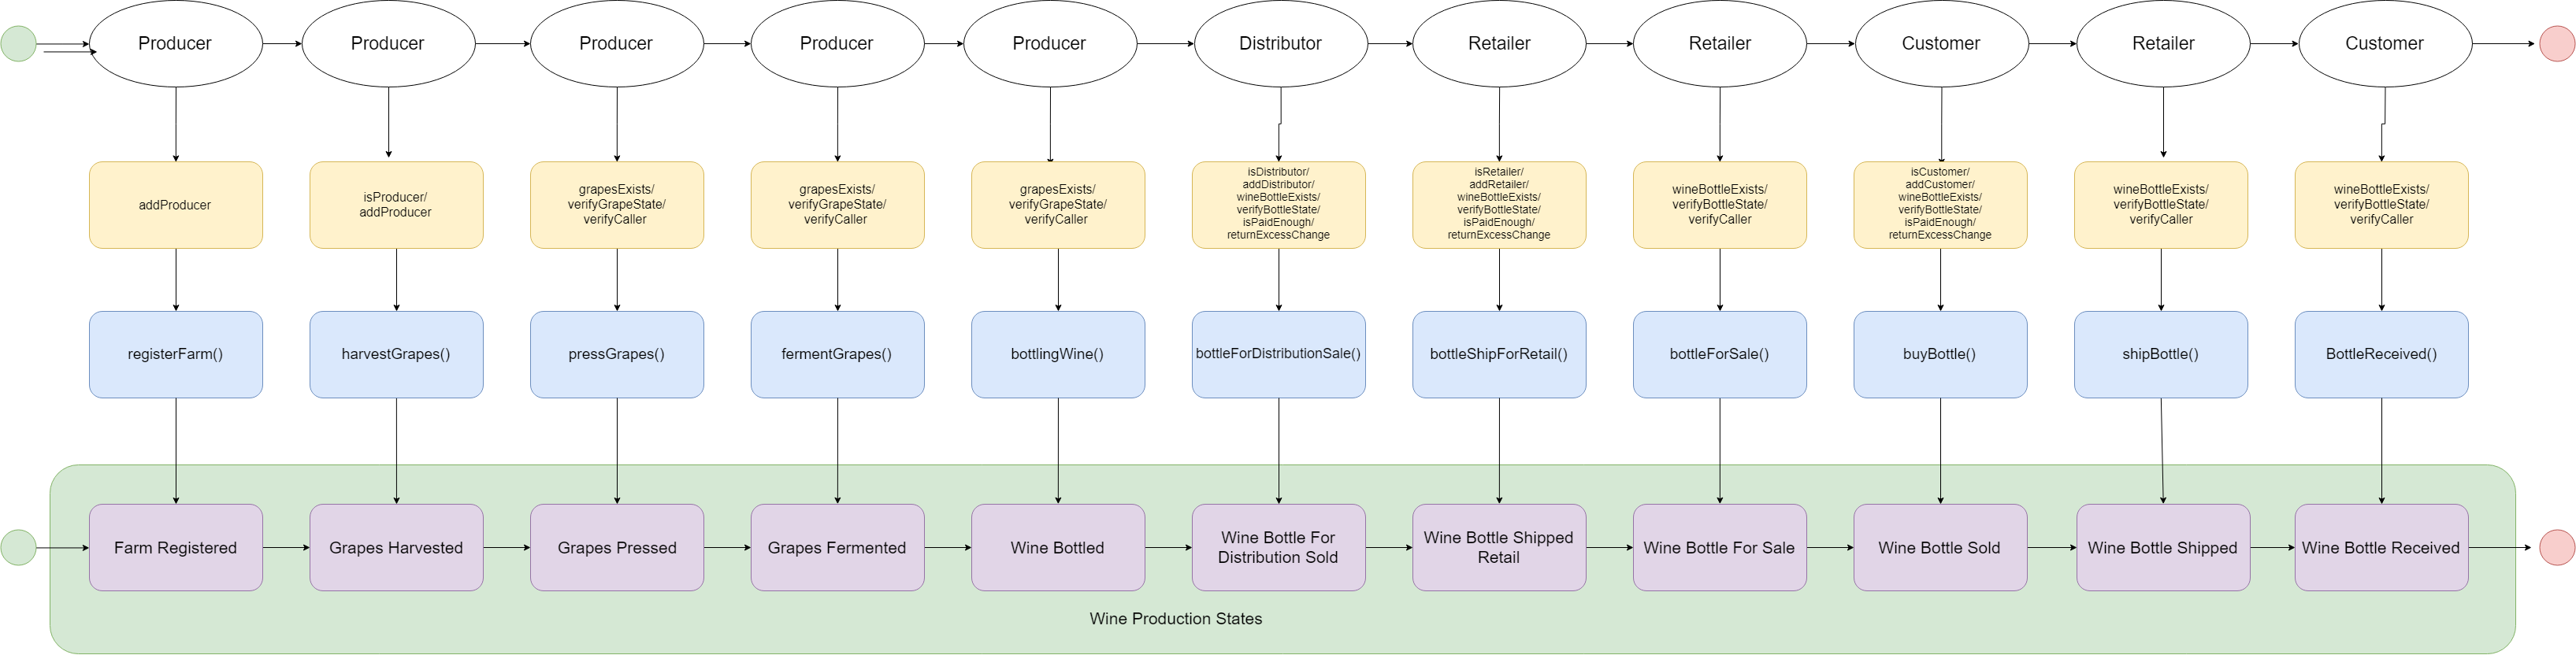 Producer
Producer
Producer
Producer
Producer
Distributor
Retailer
Retailer
Customer
Retailer
Customer
addProducer
isProducer/
addProducer
grapesExists/
verifyGrapeState/
verifyCaller
grapesExists/
verifyGrapeState/
verifyCaller
grapesExists/
verifyGrapeState/
verifyCaller
isDistributor/
addDistributor/
wineBottleExists/
verifyBottleState/
isPaidEnough/
returnExcessChange
isRetailer/
addRetailer/
wineBottleExists/
verifyBottleState/
isPaidEnough/
returnExcessChange
wineBottleExists/
verifyBottleState/
verifyCaller
isCustomer/
addCustomer/
wineBottleExists/
verifyBottleState/
isPaidEnough/
returnExcessChange
wineBottleExists/
verifyBottleState/
verifyCaller
wineBottleExists/
verifyBottleState/
verifyCaller
registerFarm()
harvestGrapes()
pressGrapes()
fermentGrapes()
bottlingWine()
bottleForDistributionSale()
bottleShipForRetail()
bottleForSale()
buyBottle()
shipBottle()
BottleReceived()
Farm Registered
Grapes Harvested
Grapes Pressed
Grapes Fermented
Wine Bottled
Wine Bottle For
Distribution Sold
Wine Bottle Shipped
Retail
Wine Bottle For Sale
Wine Bottle Sold
Wine Bottle Shipped
Wine Bottle Received
Wine Production States